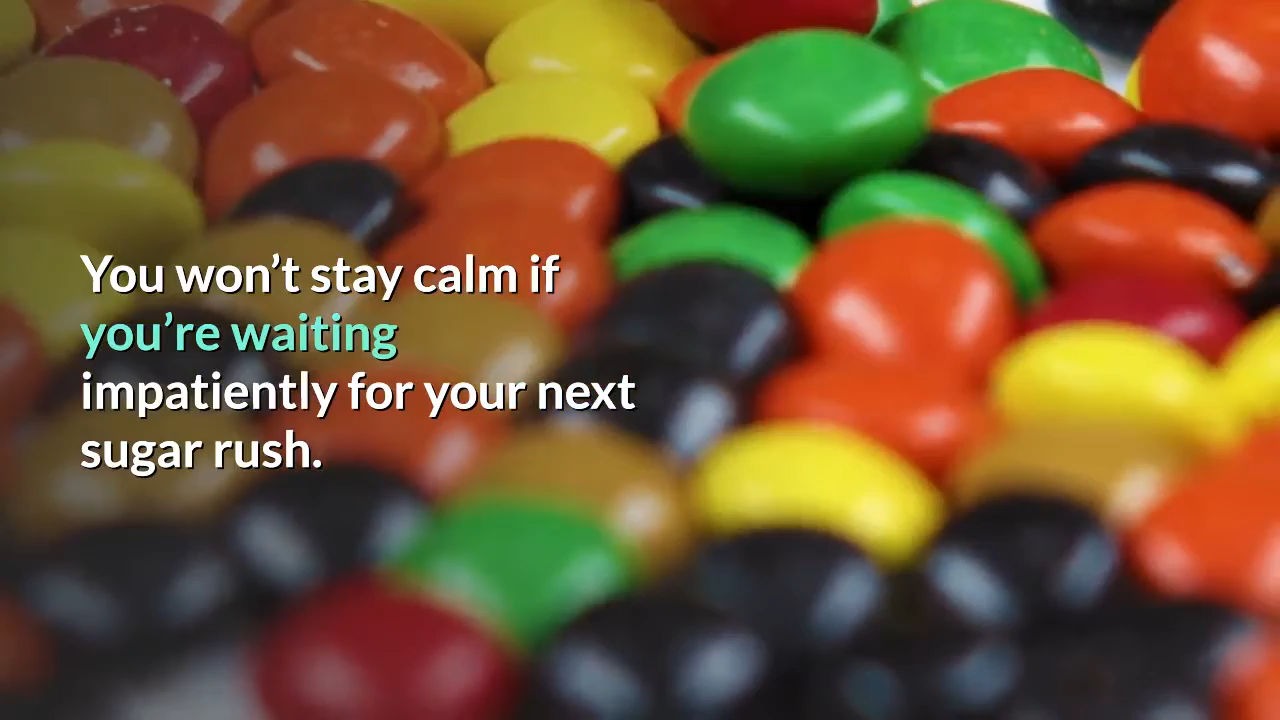 You won’t stay calm if
you’re waiting
impatiently for your next
sugar rush.